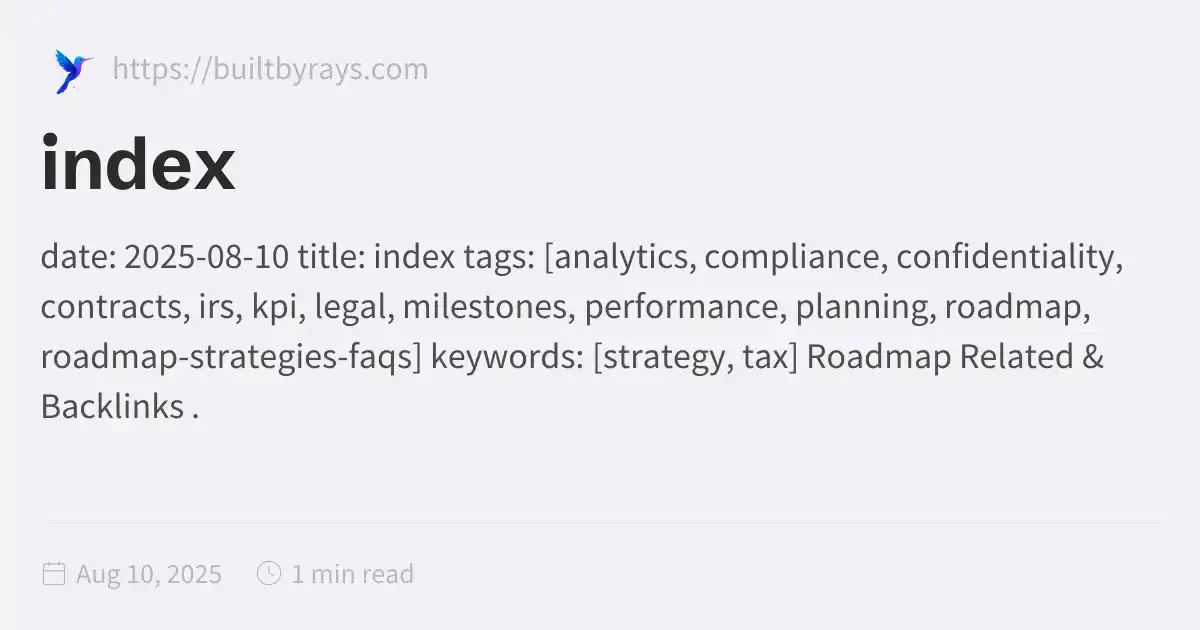 https://builtbyrays.com
index
date: 2025-08-10 title: index tags: [analytics, compliance, confidentiality,
contracts, irs, kpi, legal, milestones, performance, planning, roadmap,
roadmap-strategies-faqs] keywords: [strategy, tax] Roadmap Related &
Backlinks .
Aug 10, 2025 1 min read